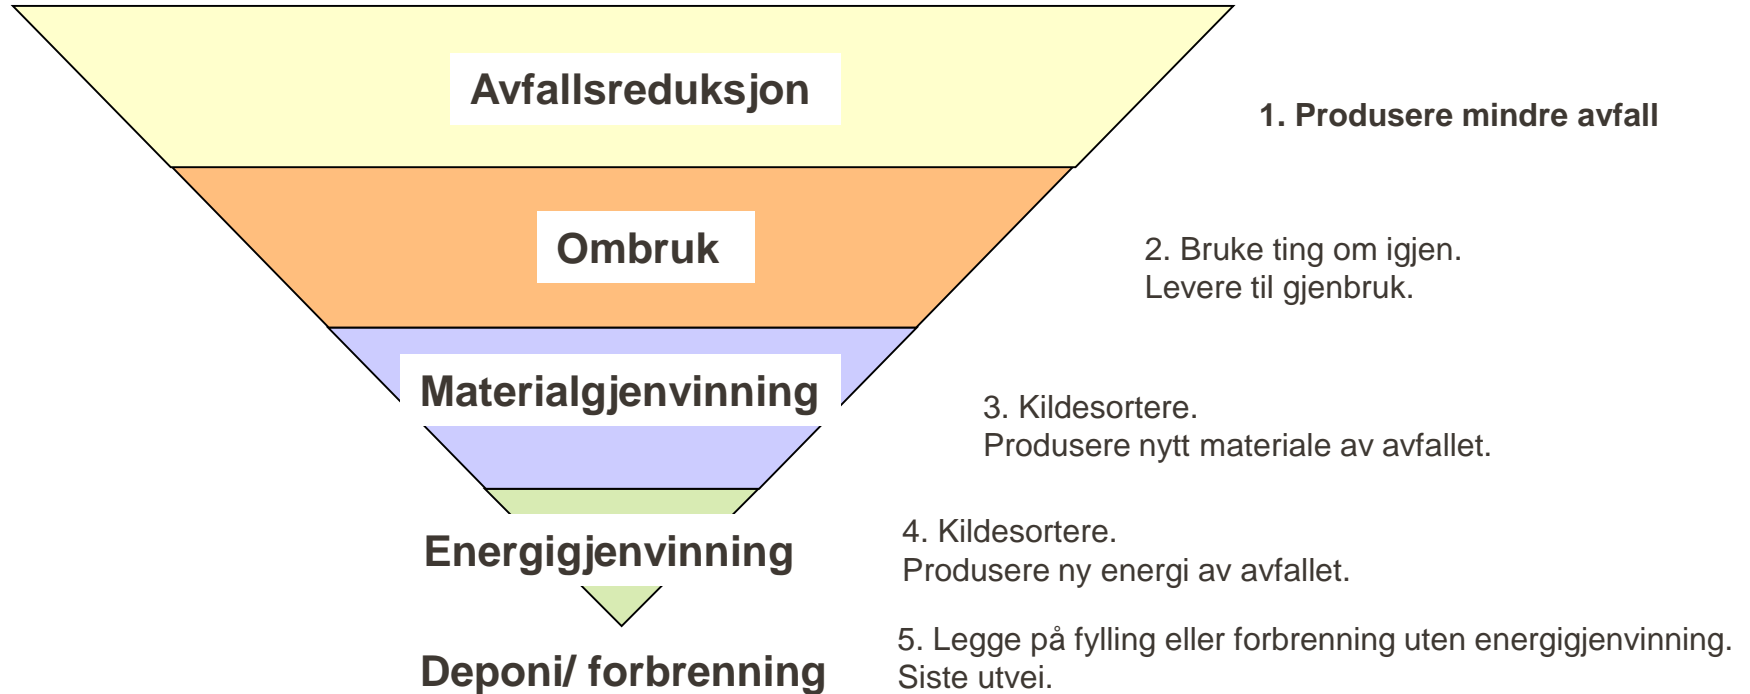 Avfallsreduksjon
1. Produsere mindre avfall
Ombruk
2. Bruke ting om igjen.
Levere til gjenbruk.
Materialgjenvinning
3. Kildesortere.
Produsere nytt materiale av avfallet.
Energigjenvinning
4. Kildesortere.
Produsere ny energi av avfallet.
Deponi/ forbrenning
5. Legge på fylling eller forbrenning uten energigjenvinning.
Siste utvei.